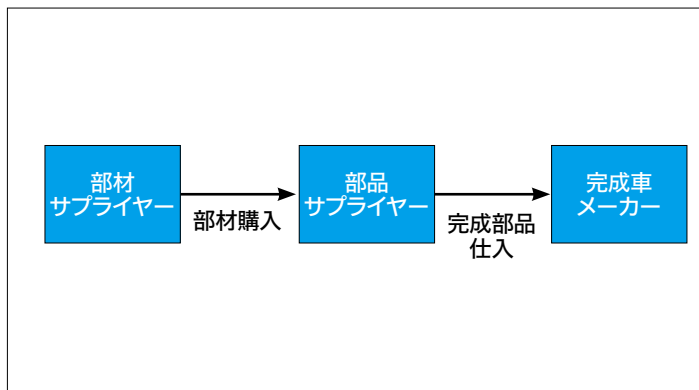 部材
サプライヤー
部材購入
部品
サプライヤー
完成部品
仕入
完成車
メーカー